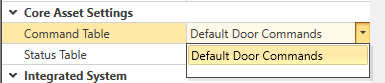 Core Asset Settings
Command Table Default Door Commands
Status Table Default Door Commands
Integrated System